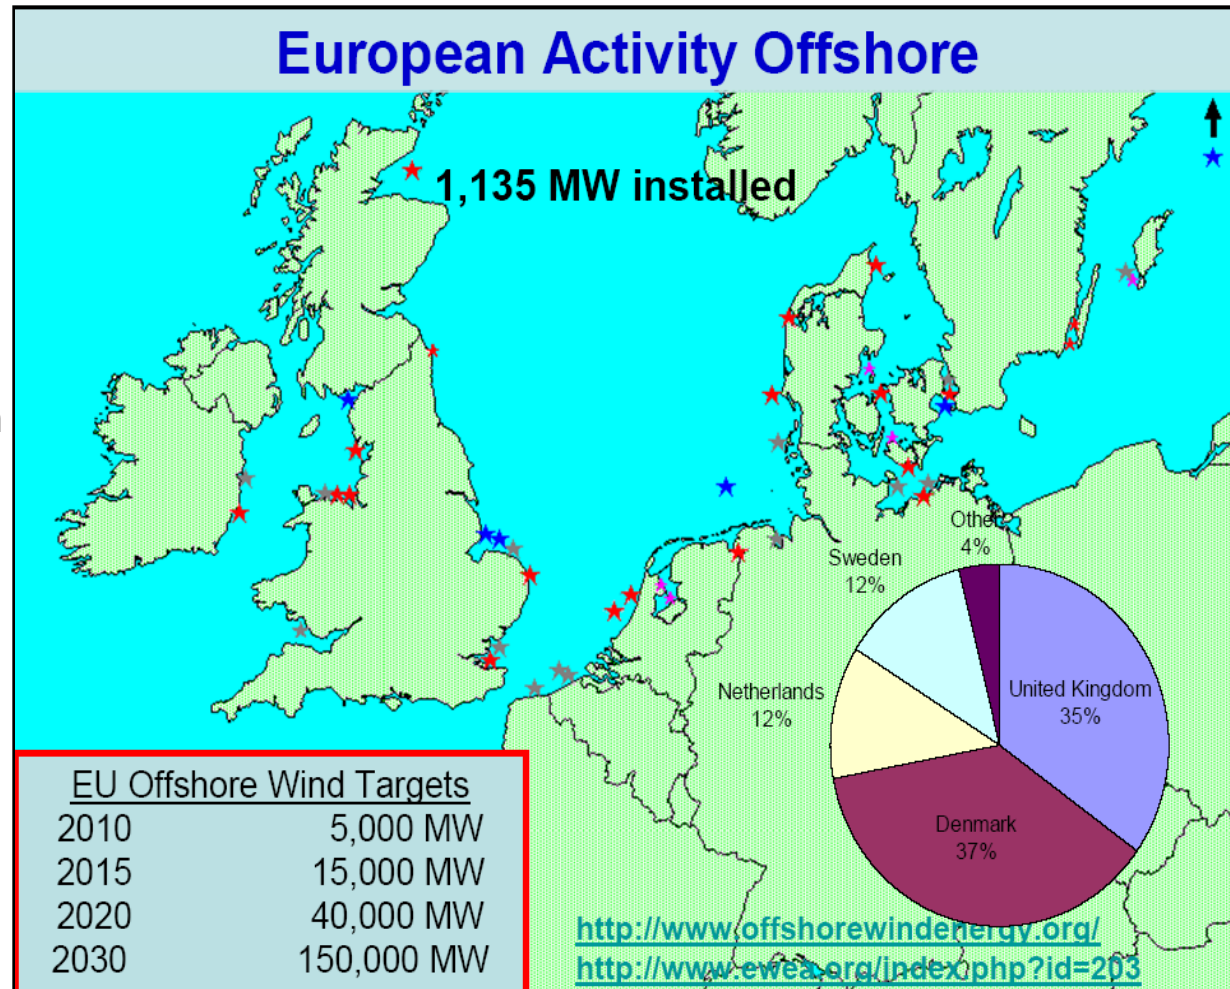 European Activity Offshore
1,135 MW installed
Other
4%
Sweden
12%
Netherlands
12%
United Kingdom
35%
Denmark
37%
EU Offshore Wind Targets
2010 5,000 MW
2015 15,000 MW
2020 40,000 MW
2030 150,000 MW
http://www.offshorewindenergy.org/
http://www.ewea.org/index.php?id=203